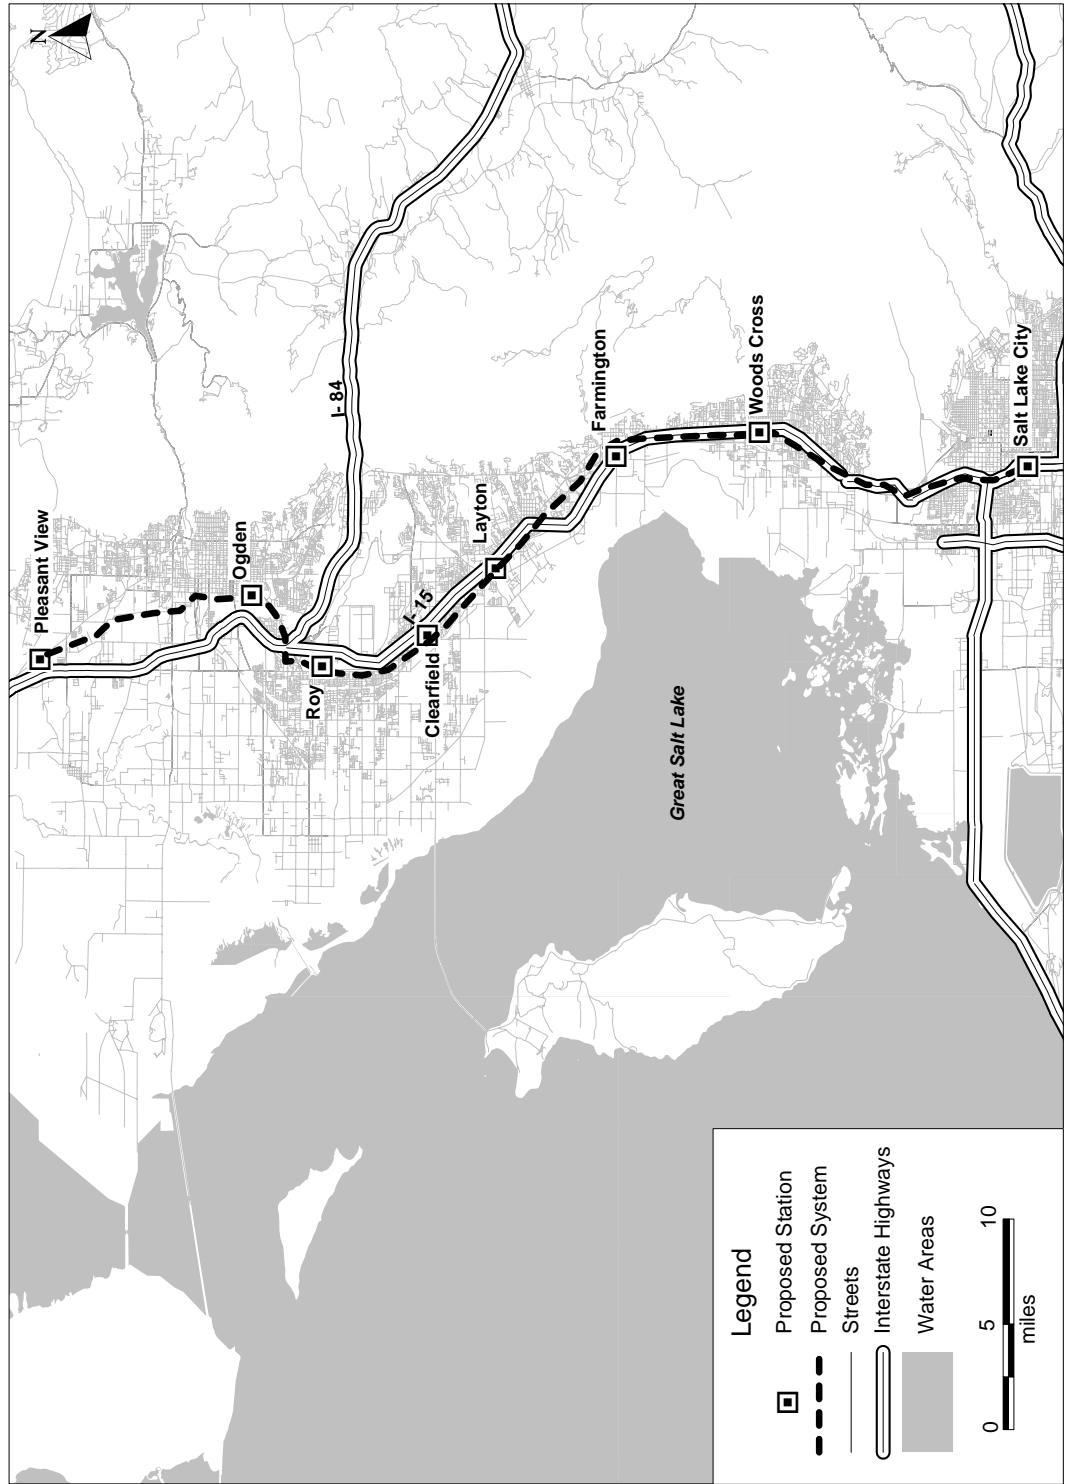 N
Pleasant View
Ogden
Roy
I- 84
I- 15
Clearfield
Layton
Farmington
Woods Cross
Salt Lake City
Great Salt Lake
Legend
Proposed Station
Proposed System
Streets
Interstate Highways
Water Areas
0 5 10
miles